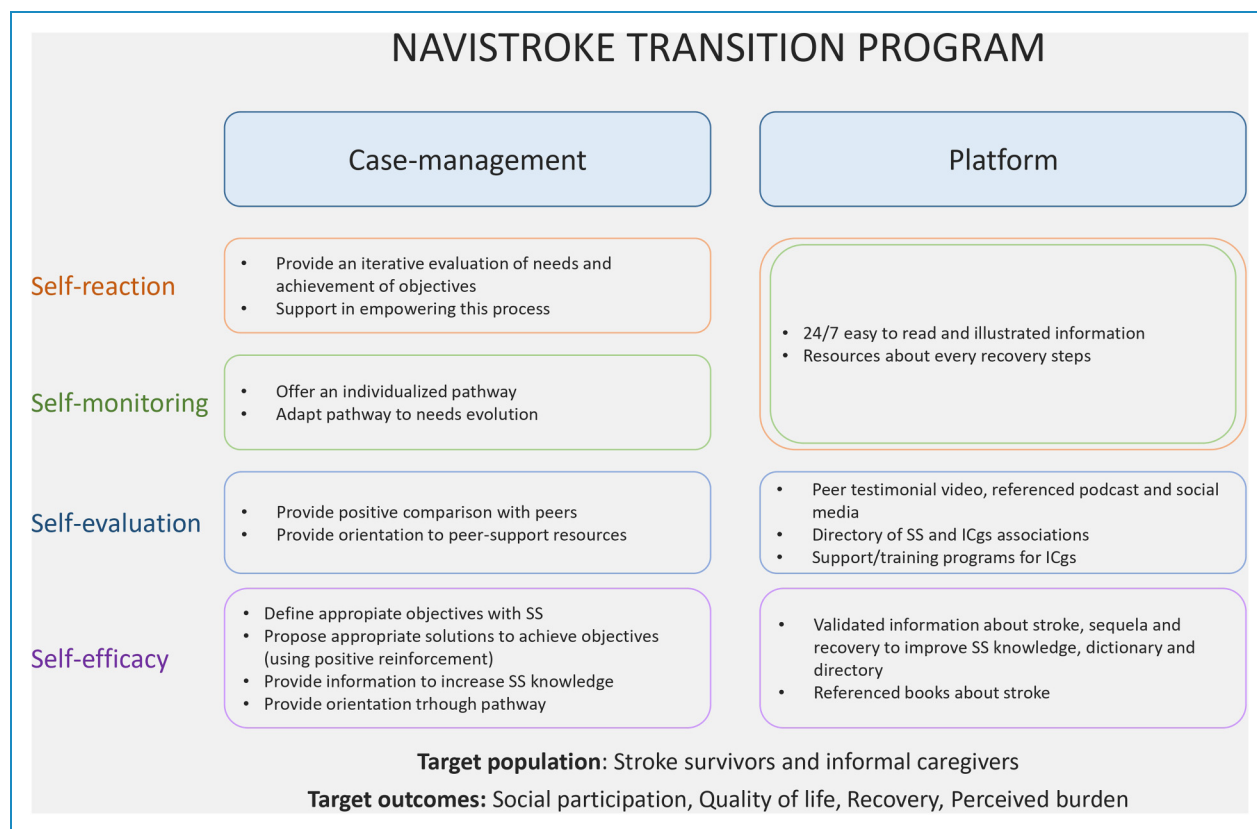 NAVISTROKE TRANSITION PROGRAM
Case-management
Platform
Self-reaction
• Provide an iterative evaluation of needs and
achievement of objectives
• Support in empowering this process
• 24/7 easy to read and illustrated information
• Resources about every recovery steps
Self-monitoring
• Offer an individualized pathway
• Adapt pathway to needs evolution
Self-evaluation
• Provide positive comparison with peers
• Provide orientation to peer-support resources
• Peer testimonial video, referenced podcast and social
media
• Directory of SS and ICgs associations
• Support/training programs for ICgs
Self-efficacy
• Define appropiate objectives with SS
• Propose appropriate solutions to achieve objectives
(using positive reinforcement)
• Provide information to increase SS knowledge
• Provide orientation trhough pathway
• Validated information about stroke, sequela and
recovery to improve SS knowledge, dictionary and
directory
• Referenced books about stroke
Target population: Stroke survivors and informal caregivers
Target outcomes: Social participation, Quality of life, Recovery, Perceived burden